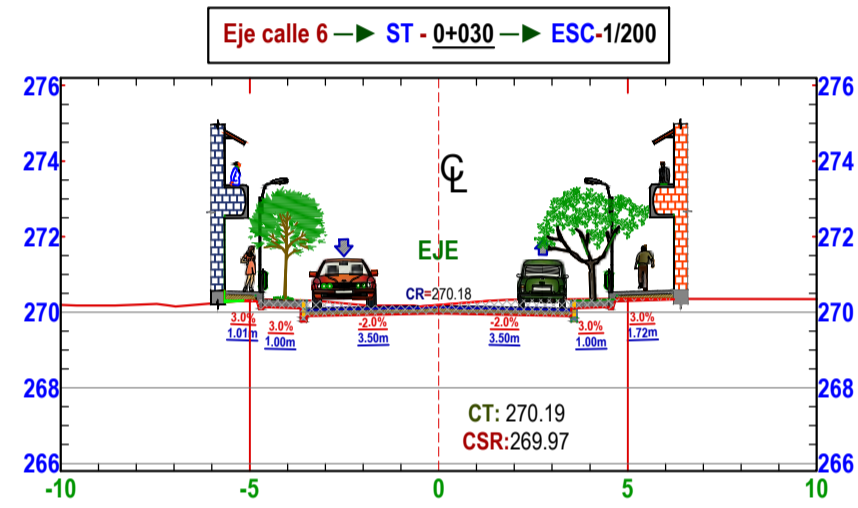 Eje calle 6 ST - 0+030 ESC-1/200
276 276
274 274
272 272
EJE
CR=270.18
270 270
3.0% 3.0% -2.0% -2.0% 3.0% 3.0%
1.01m 1.00m 3.50m 3.50m 1.00m 1.72m
268 268
CT: 270.19
CSR:269.97
266 266
-10 -5 0 5 10